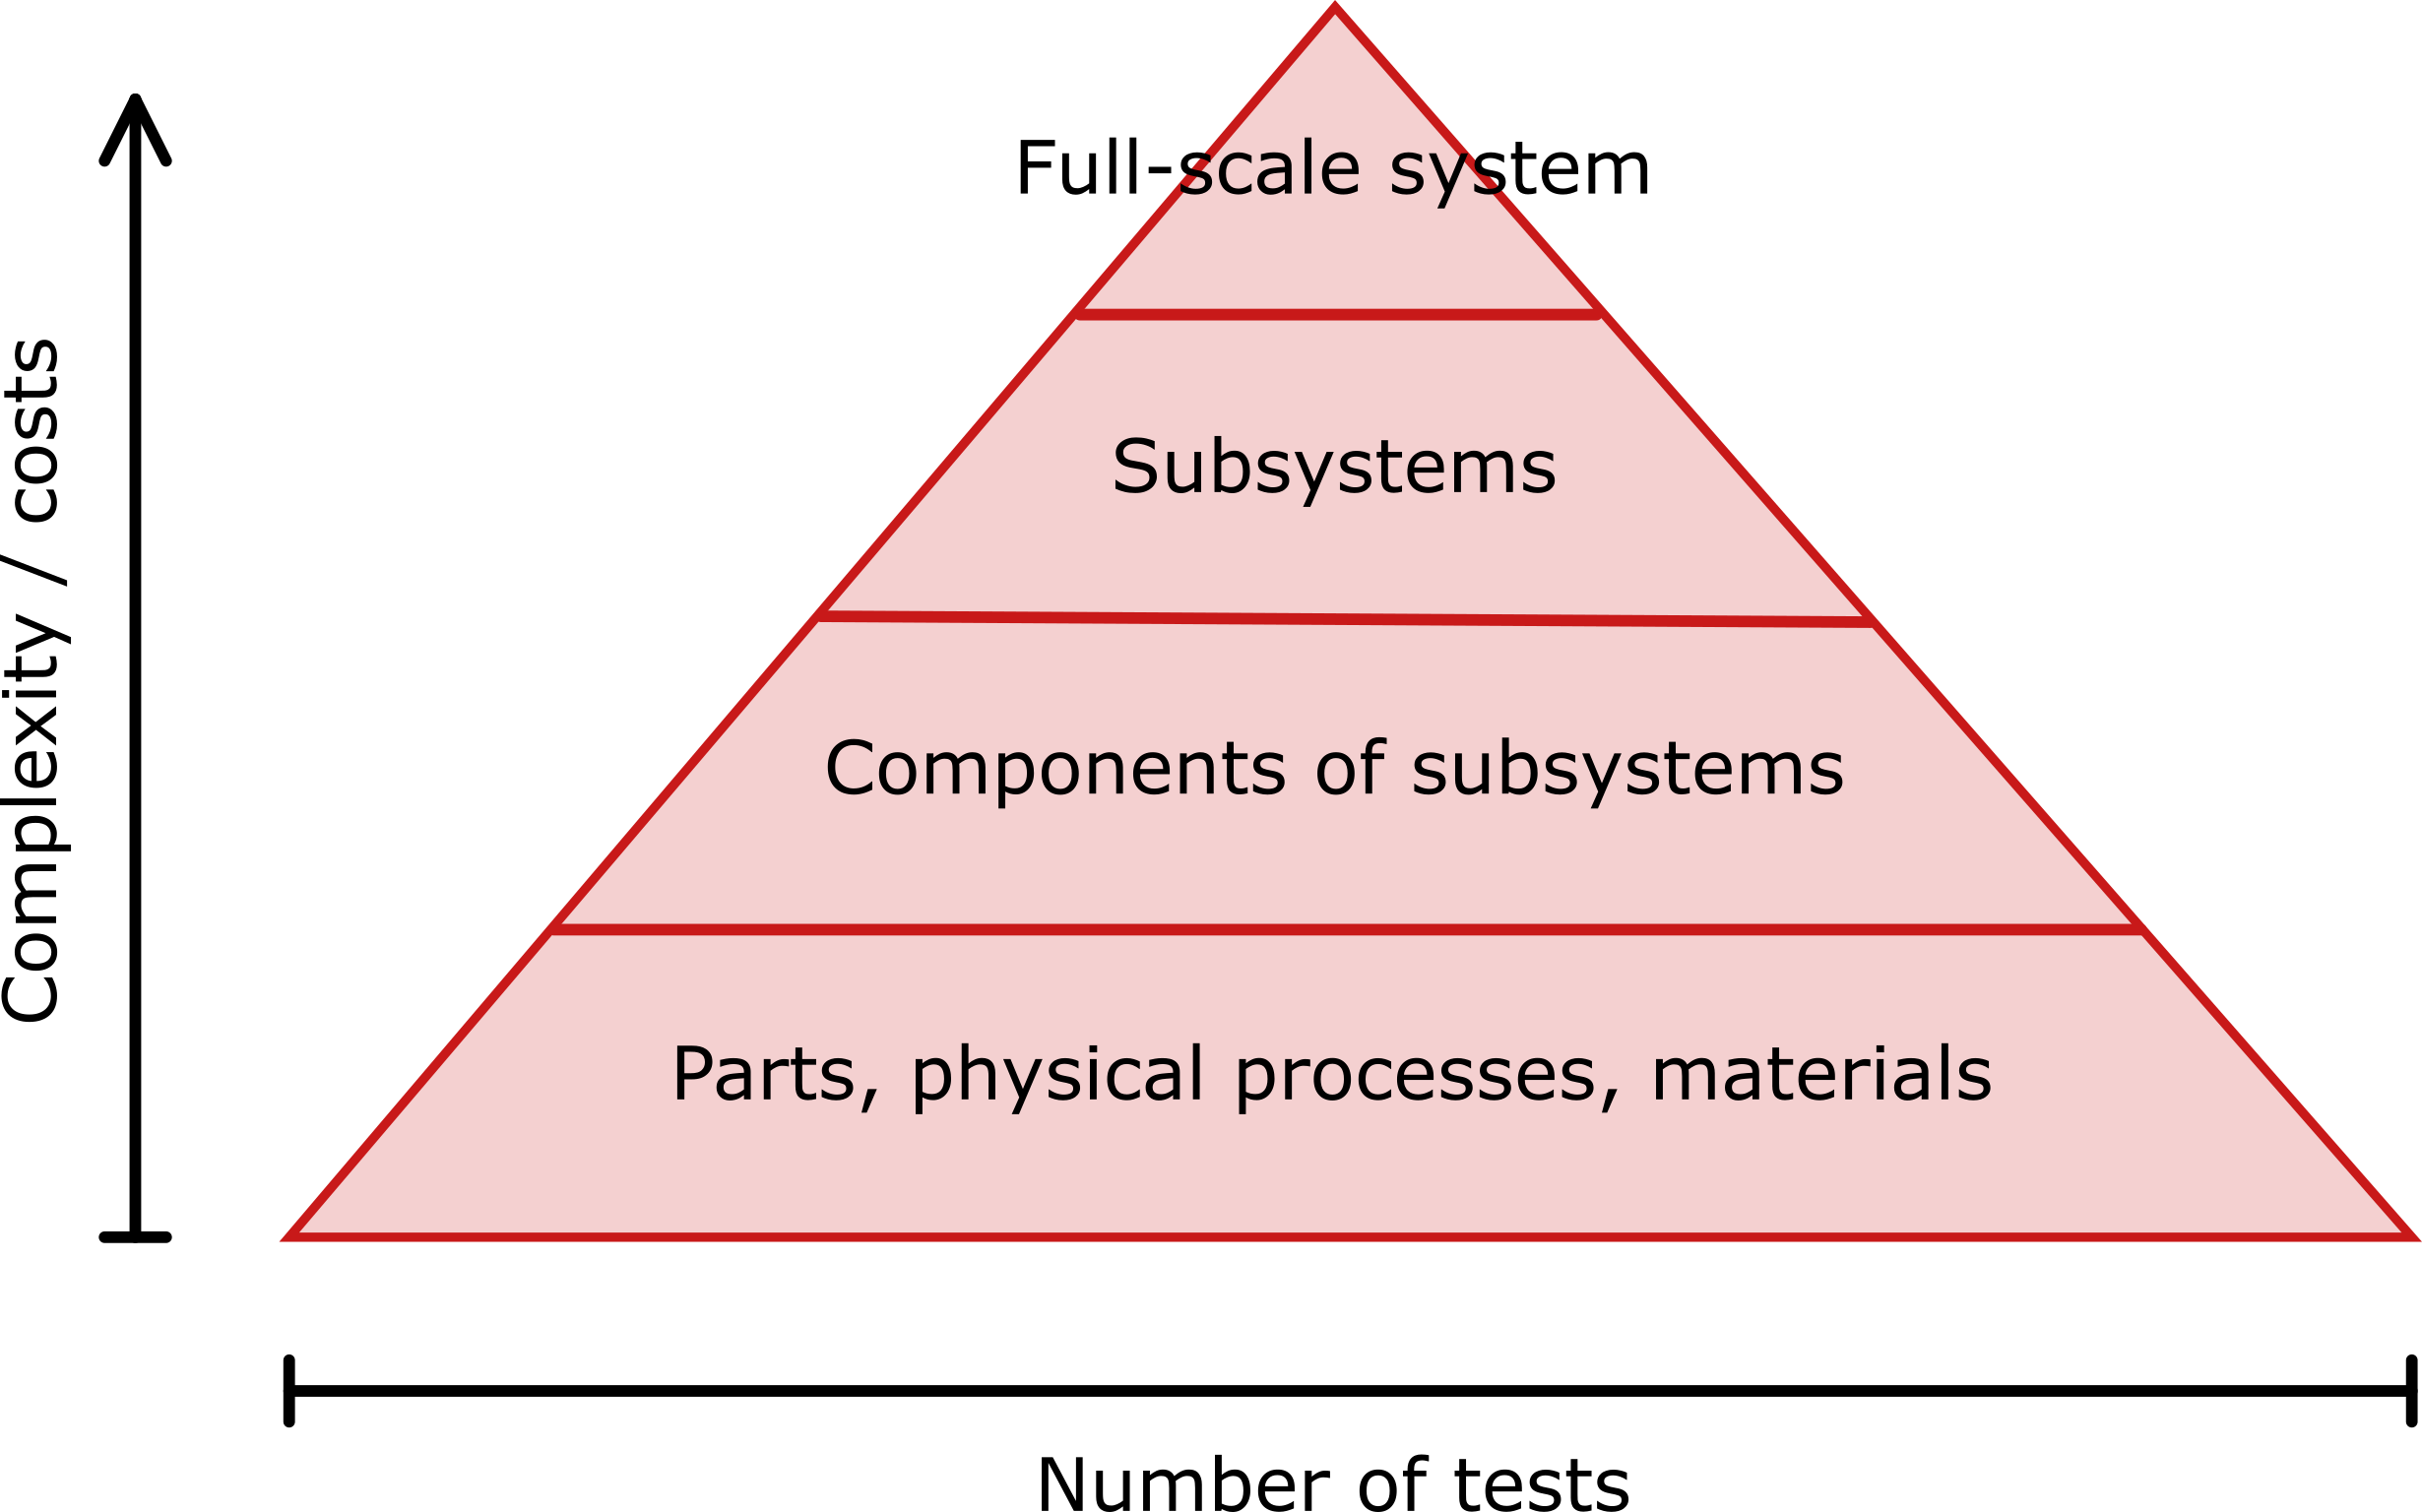 Full-scale system
Subsystems
Components of subsystems
Parts, physical processes, materials
Complexity / costs
Number of tests